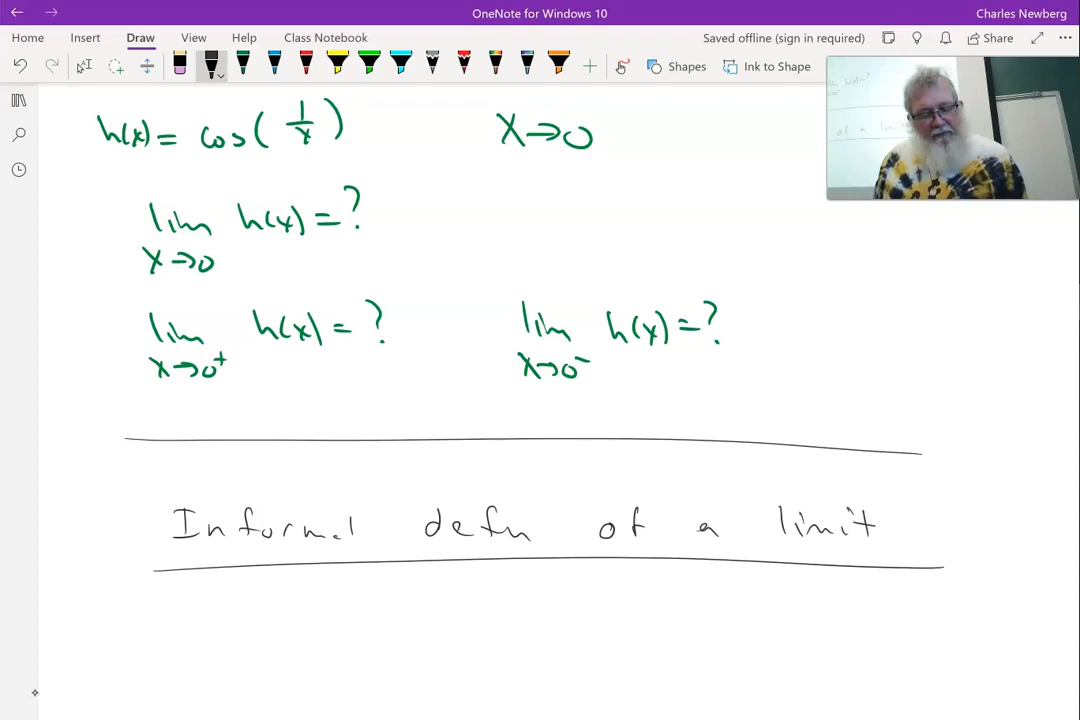 OneNote for Windows 10
Charles Newberg
Home Insert Draw View Help Class Notebook
Saved offline (sign in required)
Share
Shapes
Ink to Shape
h(x) = cos( 1/x ) x→0
lim h(x) = ?
x→0
lim h(x) = ? lim h(x) = ?
x→0⁺ x→0⁻
Informal defn of a limit